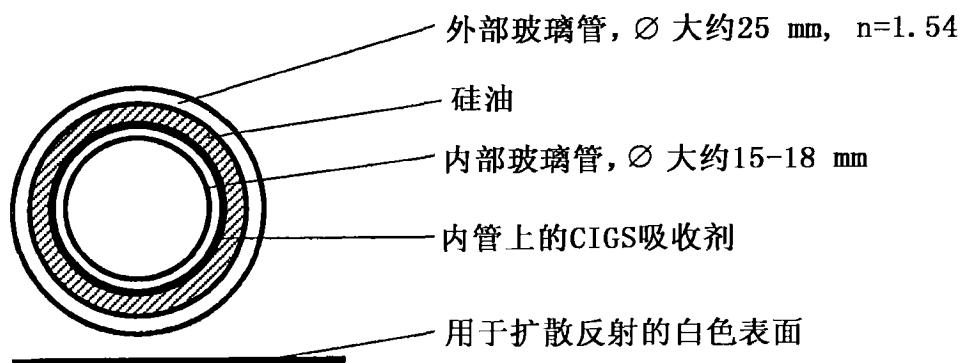 外部玻璃管，∅ 大约25 mm, n=1.54
硅油
内部玻璃管，∅ 大约15-18 mm
内管上的CIGS吸收剂
用于扩散反射的白色表面